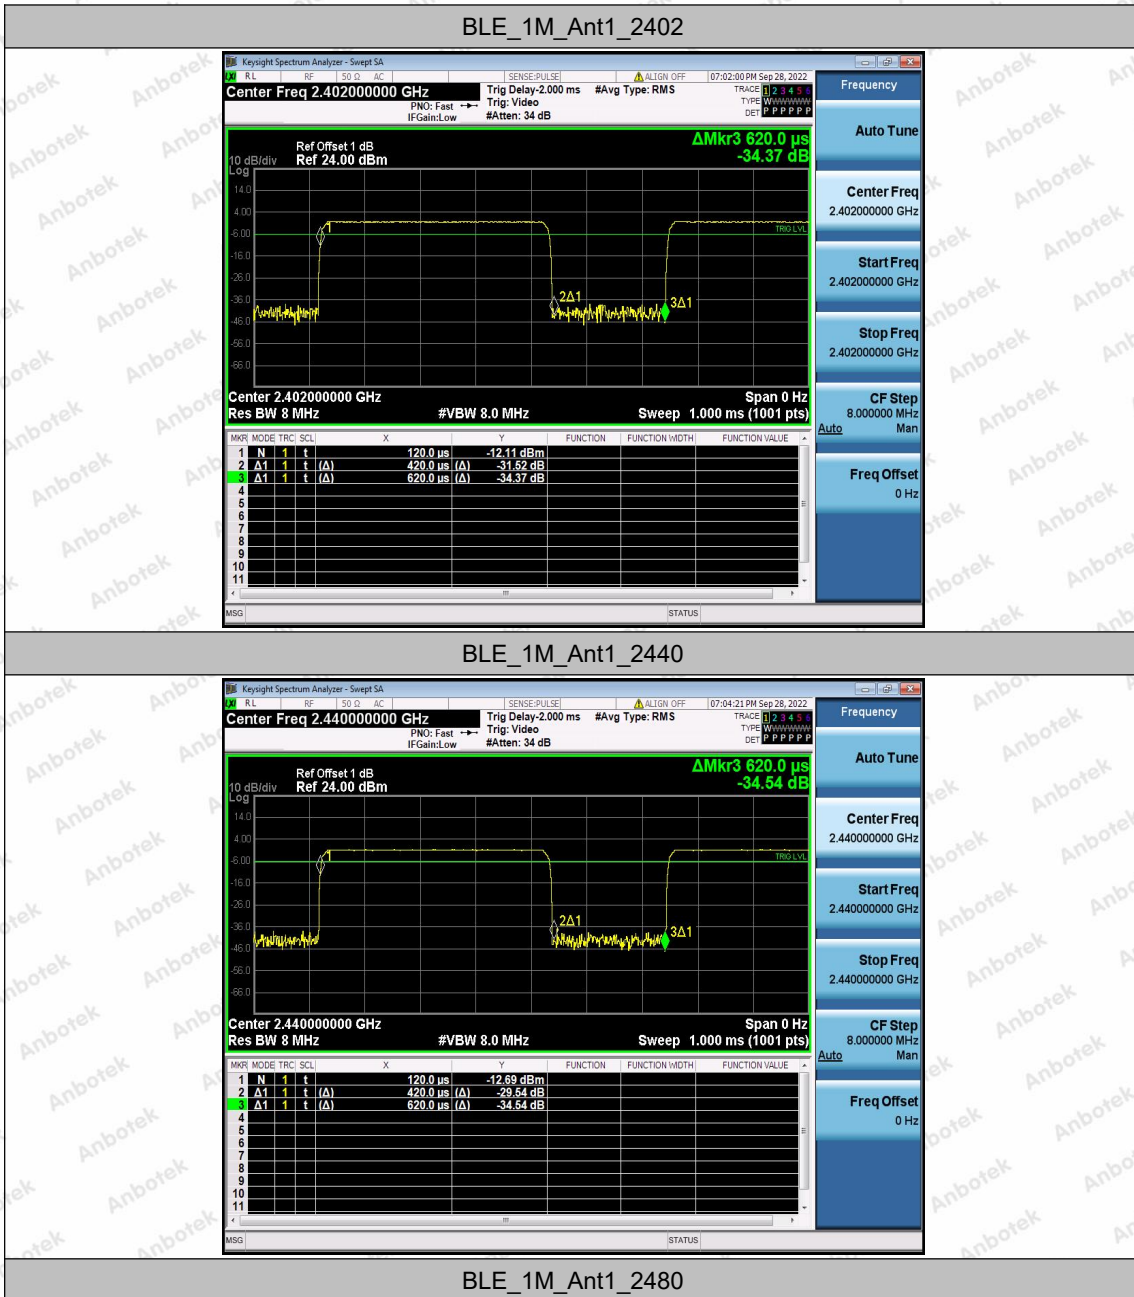 BLE_1M_Ant1_2402
Keysight Spectrum Analyzer - Swept SA
LXI RL RF 50 Ω AC SENSE:PULSE ALIGN OFF 07:02:00 PM Sep 28, 2022
Center Freq 2.402000000 GHz Trig Delay-2.000 ms #Avg Type: RMS TRACE 1 2 3 4 5 6
PNO: Fast Trig: Video TYPE WWWWWW
IFGain:Low #Atten: 34 dB DET P P P P P P
Frequency
Auto Tune
Center Freq
2.402000000 GHz
Start Freq
2.402000000 GHz
Stop Freq
2.402000000 GHz
CF Step
8.000000 MHz
Auto Man
Freq Offset
0 Hz
ΔMkr3 620.0 µs
-34.37 dB
Ref Offset 1 dB
10 dB/div Ref 24.00 dBm
Log
14.0
4.00
-6.00
-16.0
-26.0
-36.0
-46.0
-56.0
-66.0
TRIG LVL
2Δ1
3Δ1
Center 2.402000000 GHz Span 0 Hz
Res BW 8 MHz #VBW 8.0 MHz Sweep 1.000 ms (1001 pts)
MKR MODE TRC SCL X Y FUNCTION FUNCTION WIDTH FUNCTION VALUE
1 N 1 t 120.0 µs -12.11 dBm
2 Δ1 1 t (Δ) 420.0 µs (Δ) -31.52 dB
3 Δ1 1 t (Δ) 620.0 µs (Δ) -34.37 dB
4
5
6
7
8
9
10
11
MSG STATUS
BLE_1M_Ant1_2440
Keysight Spectrum Analyzer - Swept SA
LXI RL RF 50 Ω AC SENSE:PULSE ALIGN OFF 07:04:21 PM Sep 28, 2022
Center Freq 2.440000000 GHz Trig Delay-2.000 ms #Avg Type: RMS TRACE 1 2 3 4 5 6
PNO: Fast Trig: Video TYPE WWWWWW
IFGain:Low #Atten: 34 dB DET P P P P P P
Frequency
Auto Tune
Center Freq
2.440000000 GHz
Start Freq
2.440000000 GHz
Stop Freq
2.440000000 GHz
CF Step
8.000000 MHz
Auto Man
Freq Offset
0 Hz
ΔMkr3 620.0 µs
-34.54 dB
Ref Offset 1 dB
10 dB/div Ref 24.00 dBm
Log
14.0
4.00
-6.00
-16.0
-26.0
-36.0
-46.0
-56.0
-66.0
TRIG LVL
2Δ1
3Δ1
Center 2.440000000 GHz Span 0 Hz
Res BW 8 MHz #VBW 8.0 MHz Sweep 1.000 ms (1001 pts)
MKR MODE TRC SCL X Y FUNCTION FUNCTION WIDTH FUNCTION VALUE
1 N 1 t 120.0 µs -12.69 dBm
2 Δ1 1 t (Δ) 420.0 µs (Δ) -29.54 dB
3 Δ1 1 t (Δ) 620.0 µs (Δ) -34.54 dB
4
5
6
7
8
9
10
11
MSG STATUS
BLE_1M_Ant1_2480